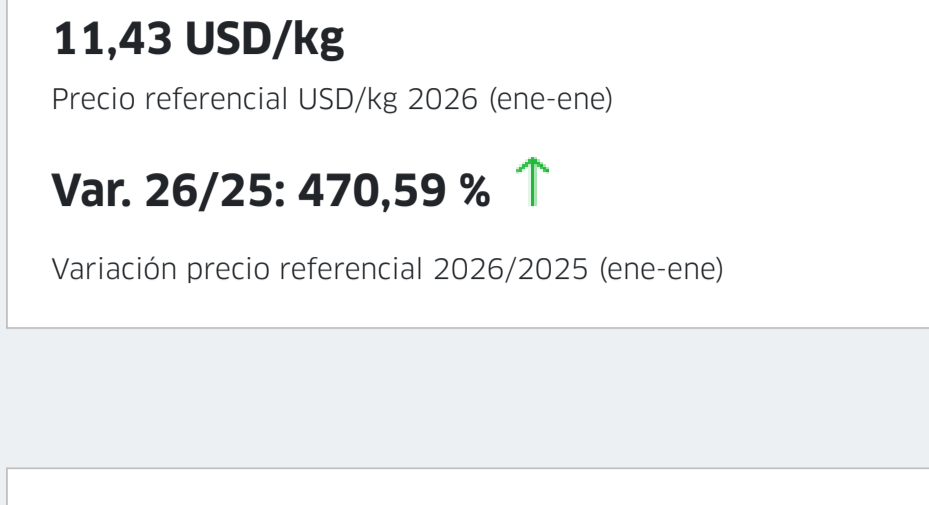 11,43 USD/kg
Precio referencial USD/kg 2026 (ene-ene)
Var. 26/25: 470,59 %
Variación precio referencial 2026/2025 (ene-ene)